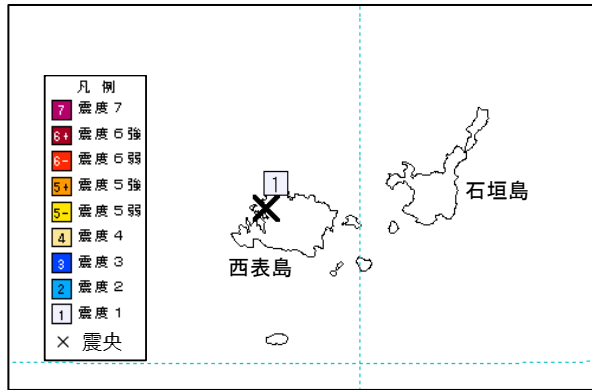 凡 例
7 震度 7
6+ 震度 6 強
6- 震度 6 弱
5+ 震度 5 強
5- 震度 5 弱
4 震度 4
3 震度 3
2 震度 2
1 震度 1
× 震央
1
西表島
石垣島